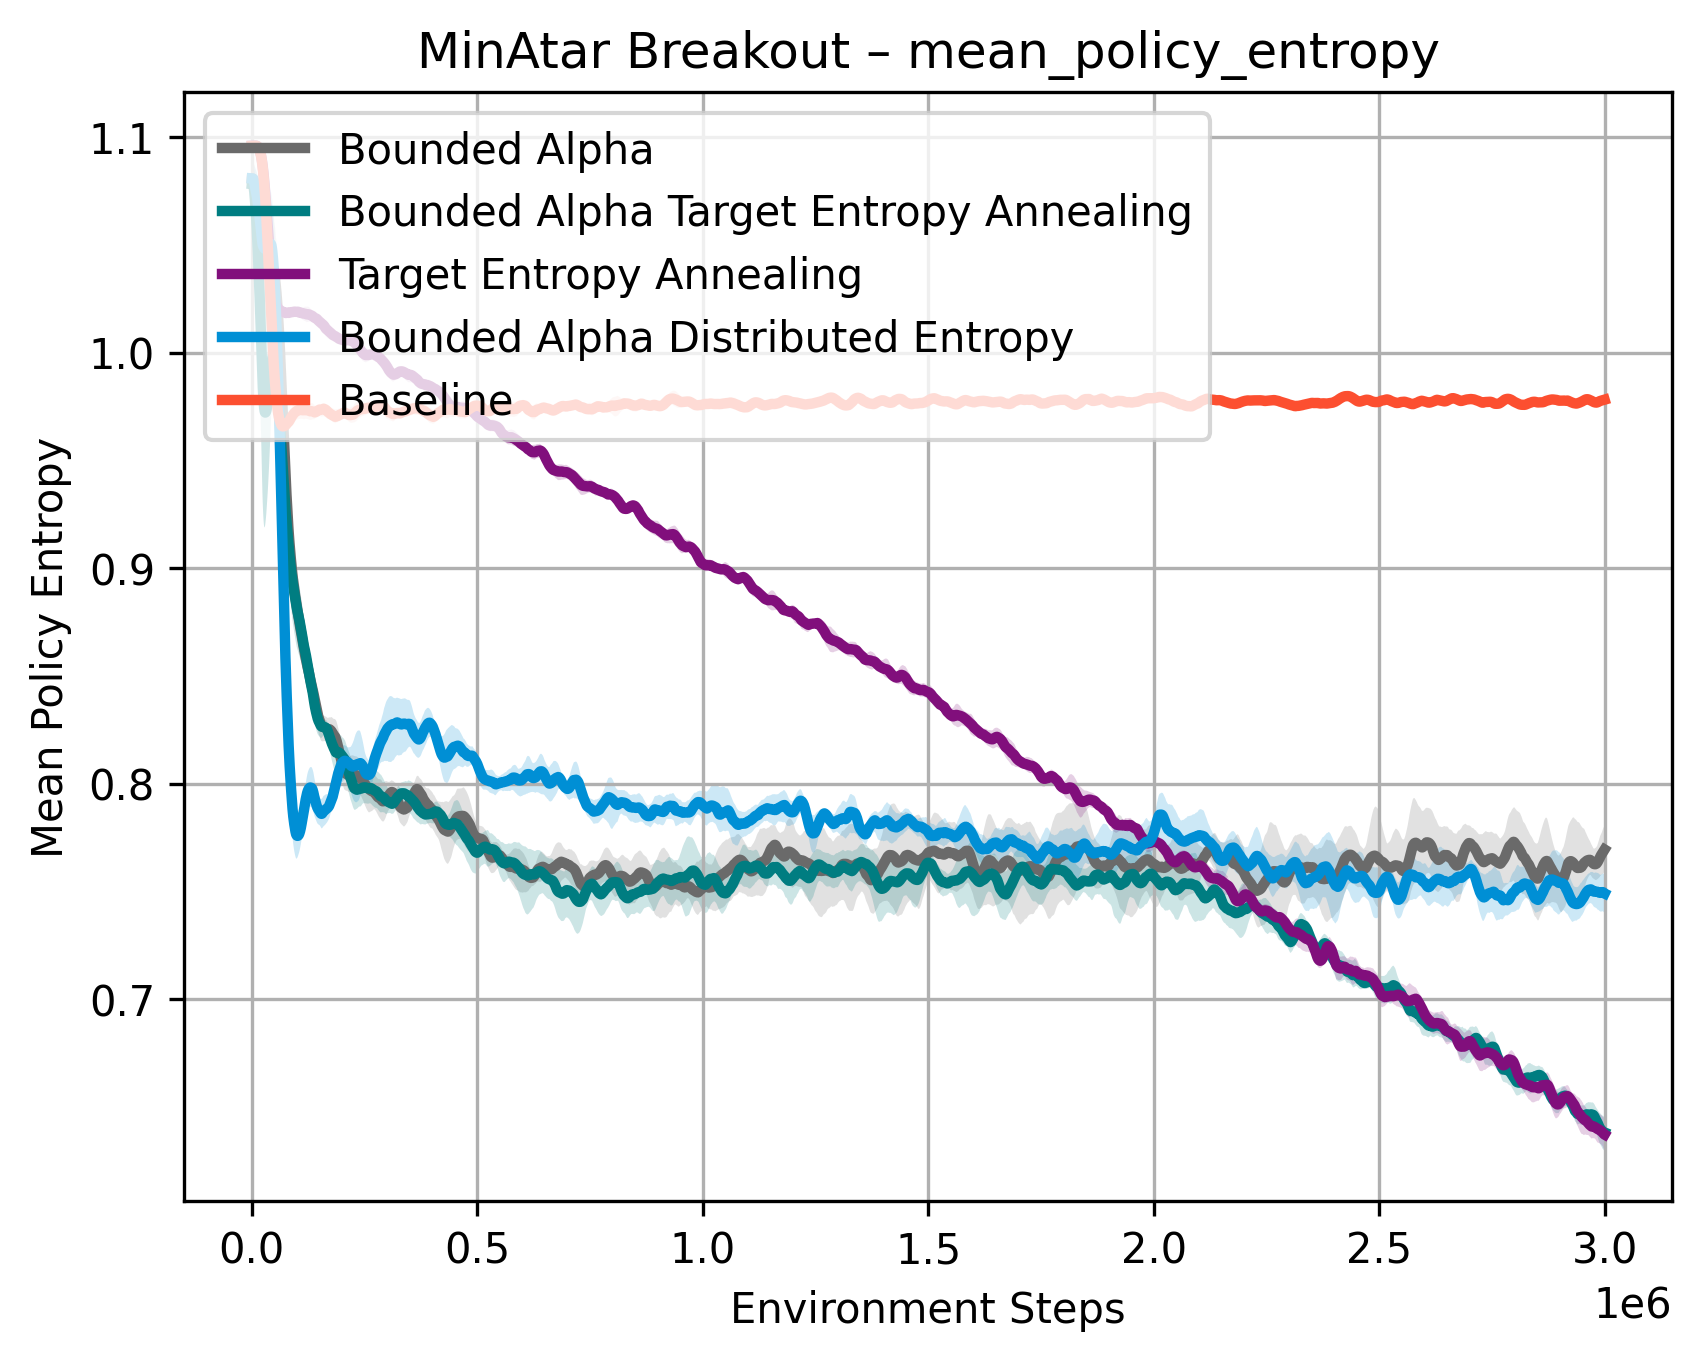 MinAtar Breakout – mean_policy_entropy
Bounded Alpha
Bounded Alpha Target Entropy Annealing
Target Entropy Annealing
Bounded Alpha Distributed Entropy
Baseline
Mean Policy Entropy
1.1
1.0
0.9
0.8
0.7
0.0 0.5 1.0 1.5 2.0 2.5 3.0
1e6
Environment Steps